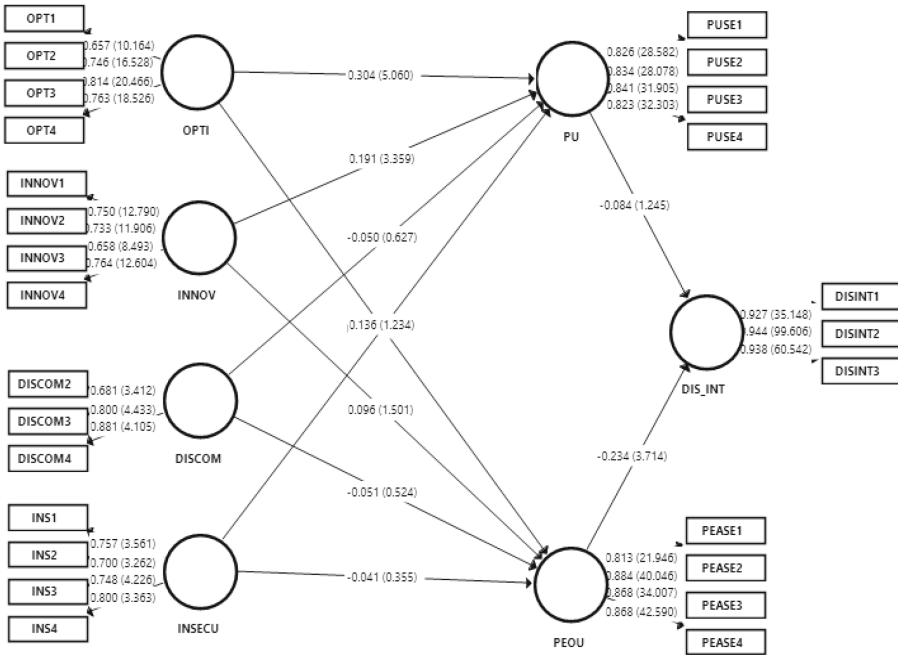 OPT1
OPT2
OPT3
OPT4
0.657 (10.164)
0.746 (16.528)
0.814 (20.466)
0.763 (18.526)
OPTI
INNOV1
INNOV2
INNOV3
INNOV4
0.750 (12.790)
0.733 (11.906)
0.658 (8.493)
0.764 (12.604)
INNOV
DISCOM2
DISCOM3
DISCOM4
0.681 (3.412)
0.800 (4.433)
0.881 (4.105)
DISCOM
INS1
INS2
INS3
INS4
0.757 (3.561)
0.700 (3.262)
0.748 (4.226)
0.800 (3.363)
INSECU
0.304 (5.060)
0.191 (3.359)
-0.050 (0.627)
0.136 (1.234)
0.096 (1.501)
-0.051 (0.524)
-0.041 (0.355)
PU
0.826 (28.582)
0.834 (28.078)
0.841 (31.905)
0.823 (32.303)
PUSE1
PUSE2
PUSE3
PUSE4
-0.084 (1.245)
-0.234 (3.714)
DIS_INT
0.927 (35.148)
0.944 (99.606)
0.938 (60.542)
DISINT1
DISINT2
DISINT3
PEOU
0.813 (21.946)
0.884 (40.046)
0.868 (34.007)
0.868 (42.590)
PEASE1
PEASE2
PEASE3
PEASE4